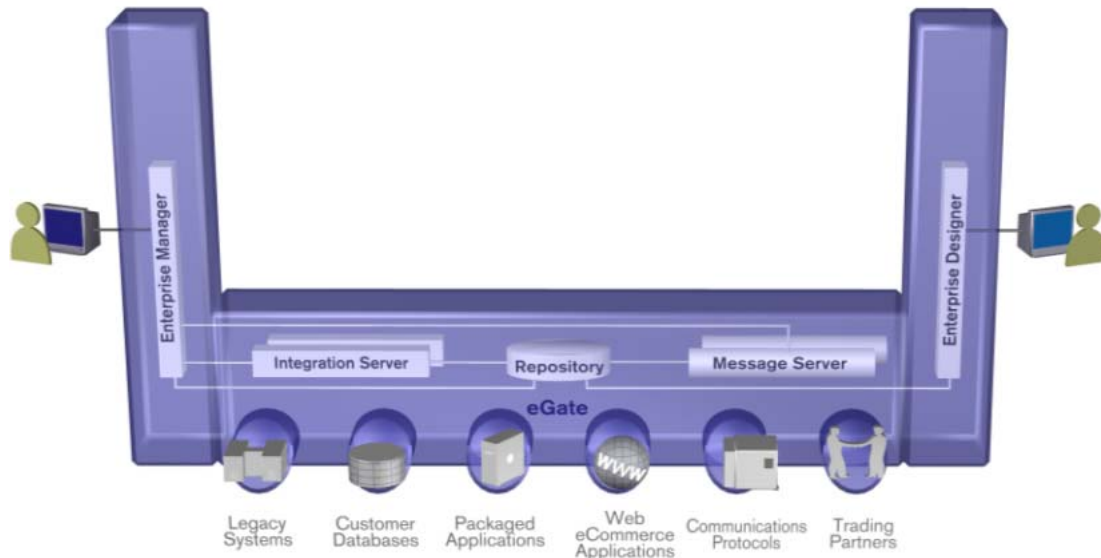 Enterprise Manager
Enterprise Designer
Integration Server
Repository
Message Server
eGate
www
Legacy
Systems
Customer
Databases
Packaged
Applications
Web
eCommerce
Applications
Communications
Protocols
Trading
Partners